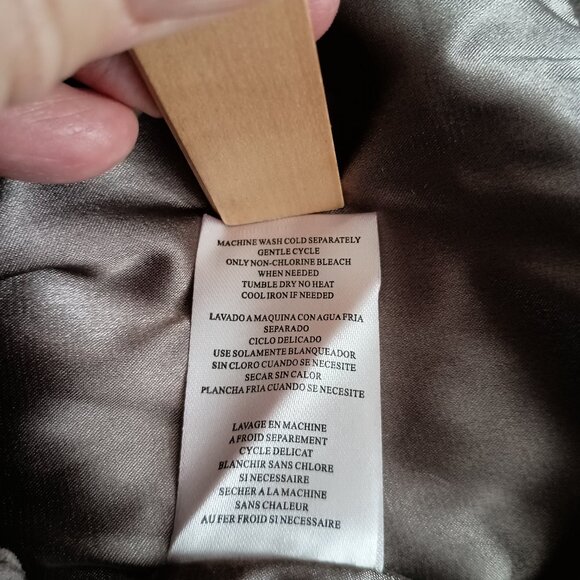 MACHINE WASH COLD SEPARATELY
GENTLE CYCLE
ONLY NON-CHLORINE BLEACH
WHEN NEEDED
TUMBLE DRY NO HEAT
COOL IRON IF NEEDED
LAVADO A MAQUINA CON AGUA FRIA
SEPARADO
CICLO DELICADO
USE SOLAMENTE BLANQUEADOR
SIN CLORO CUANDO SE NECESITE
SECAR SIN CALOR
PLANCHA FRIA CUANDO SE NECESITE
LAVAGE EN MACHINE
A FROID SEPAREMENT
CYCLE DELICAT
BLANCHIR SANS CHLORE
SI NECESSAIRE
SECHER A LA MACHINE
SANS CHALEUR
AU FER FROID SI NECESSAIRE